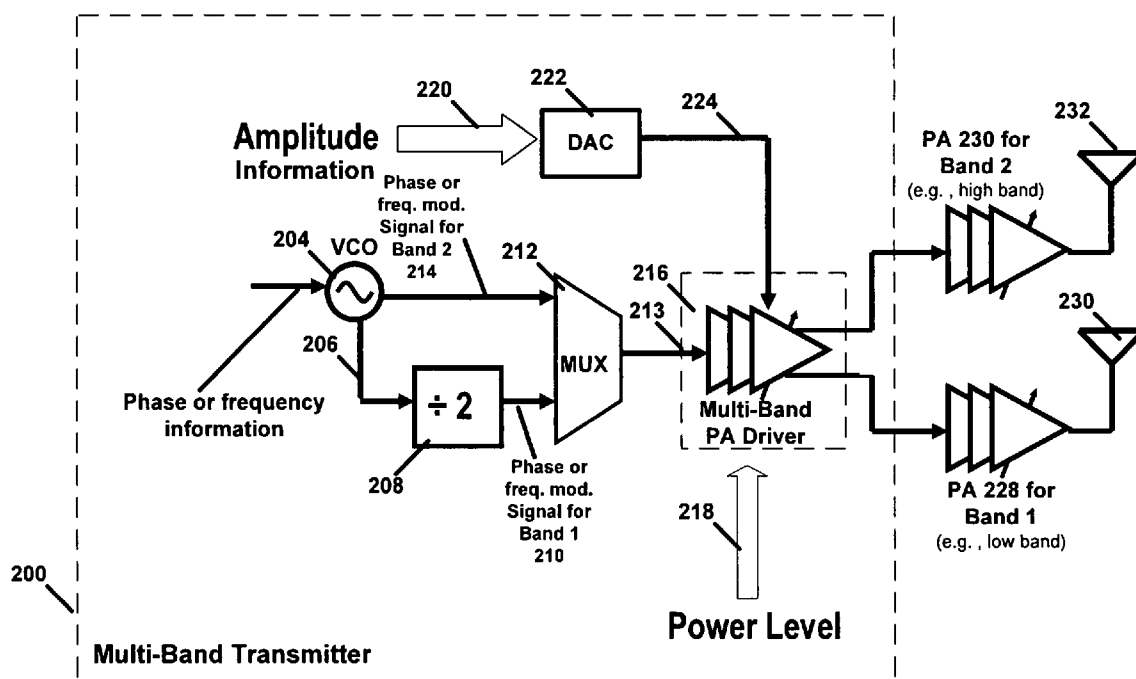 220
222
224
232
Amplitude
Information
DAC
PA 230 for
Band 2
(e.g. , high band)
Phase or
freq. mod.
Signal for
Band 2
214
204
VCO
212
216
213
230
206
MUX
÷ 2
Phase or frequency
information
Multi-Band
PA Driver
208
Phase or
freq. mod.
Signal for
Band 1
210
218
PA 228 for
Band 1
(e.g. , low band)
200
Power Level
Multi-Band Transmitter